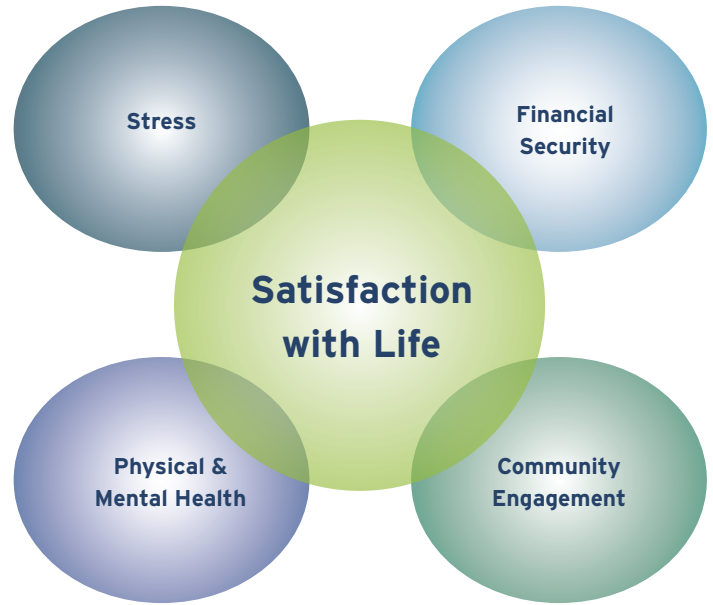 Stress
Financial
Security
Satisfaction
with Life
Physical &
Mental Health
Community
Engagement